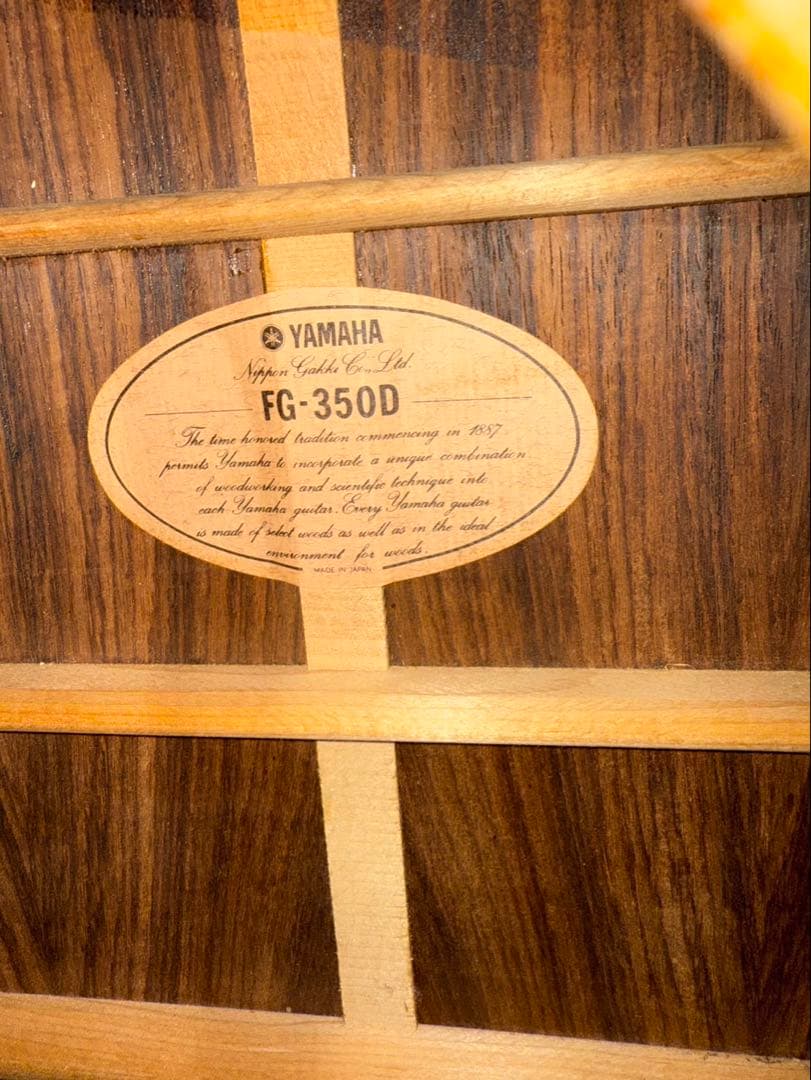 YAMAHA
Nippon Gakki Co., Ltd.
FG-350D
The time honored tradition commencing in 1887
permits Yamaha to incorporate a unique combination
of woodworking and scientific technique into
each Yamaha guitar. Every Yamaha guitar
is made of select woods as well as in the ideal
environment for woods.
MADE IN JAPAN